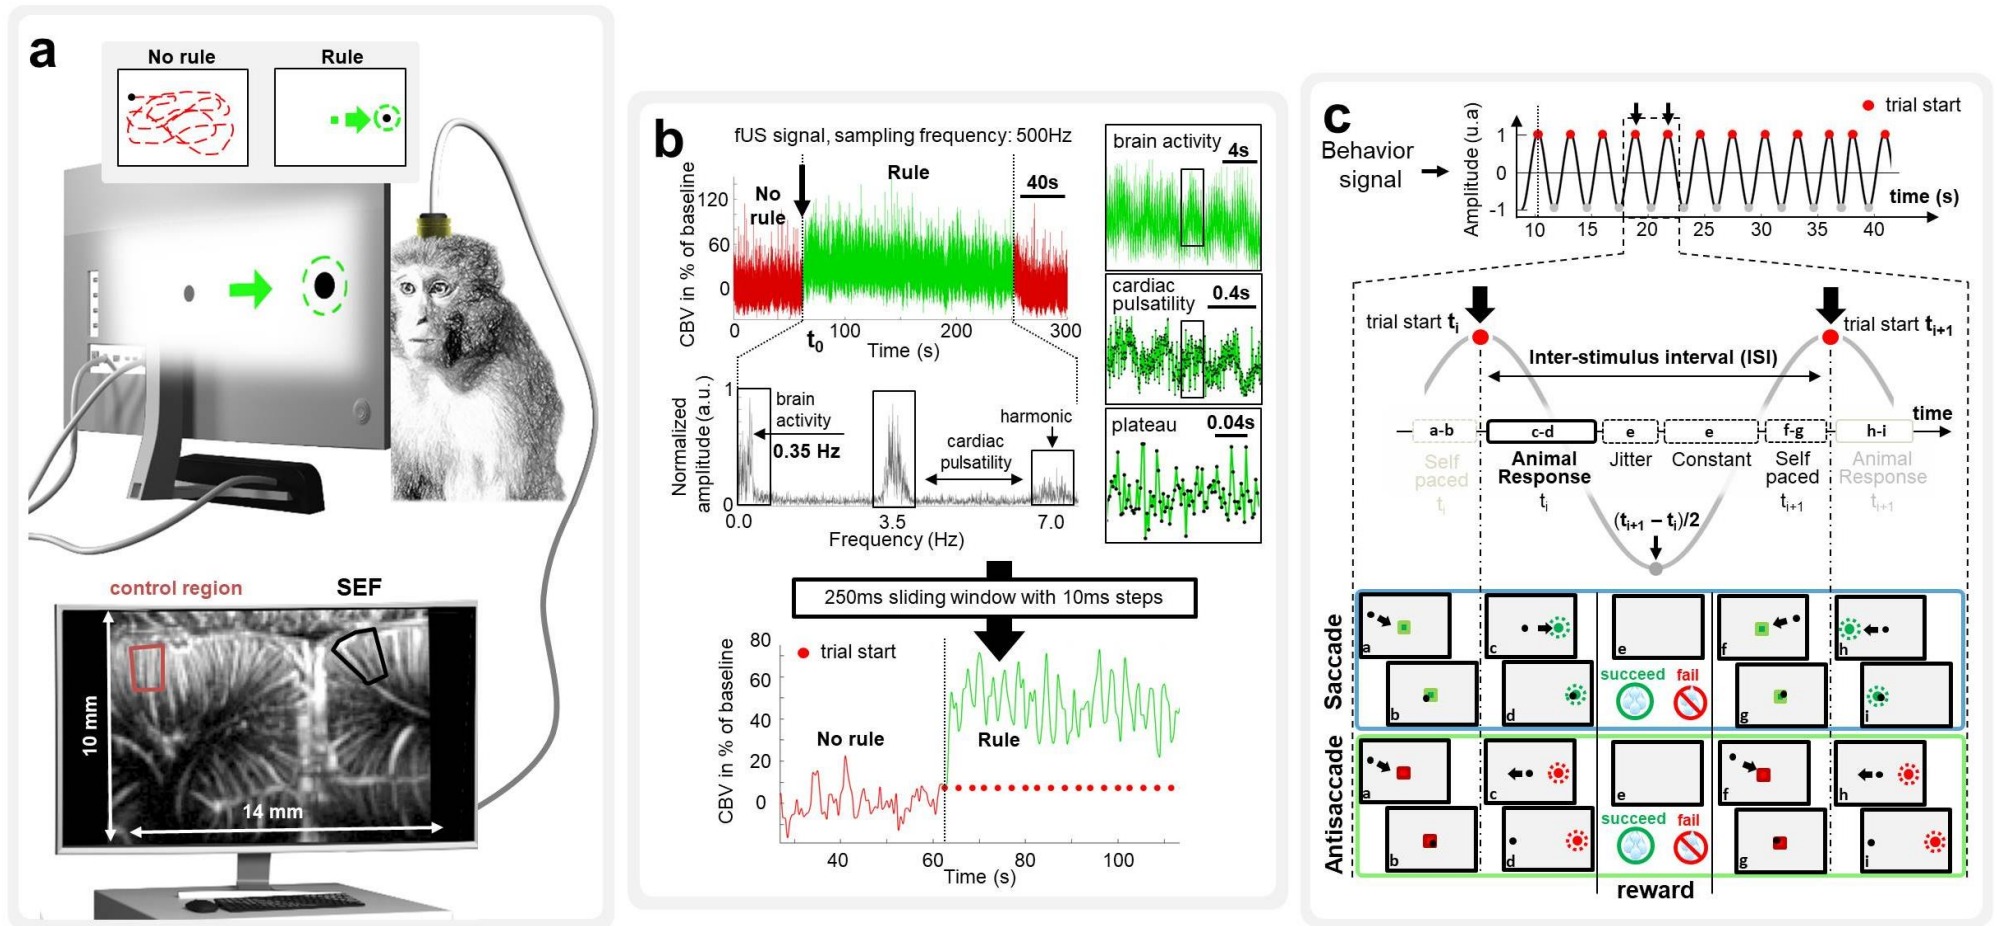 a
No rule
Rule
control region
SEF
10 mm
14 mm
b
fUS signal, sampling frequency: 500Hz
CBV in % of baseline
120
60
0
No
rule
Rule
40s
0
100
200
300
t0
Time (s)
Normalized
amplitude (a.u.)
1
0
brain
activity
0.35 Hz
cardiac
pulsatility
harmonic
0.0
3.5
7.0
Frequency (Hz)
brain activity
4s
cardiac
pulsatility
0.4s
plateau
0.04s
250ms sliding window with 10ms steps
CBV in % of baseline
80
60
40
20
0
trial start
No rule
Rule
40
60
80
100
Time (s)
c
trial start
Behavior
signal
Amplitude (u.a)
1
0
-1
time (s)
10
15
20
25
30
35
40
trial start ti
trial start ti+1
Inter-stimulus interval (ISI)
time
a-b
c-d
e
e
f-g
h-i
Self
paced
ti
Animal
Response
ti
Jitter
Constant
Self
paced
ti+1
Animal
Response
ti+1
(ti+1 – ti)/2
Saccade
a
c
e
f
h
b
d
succeed
fail
g
i
Antisaccade
a
c
e
f
h
b
d
succeed
fail
g
i
reward